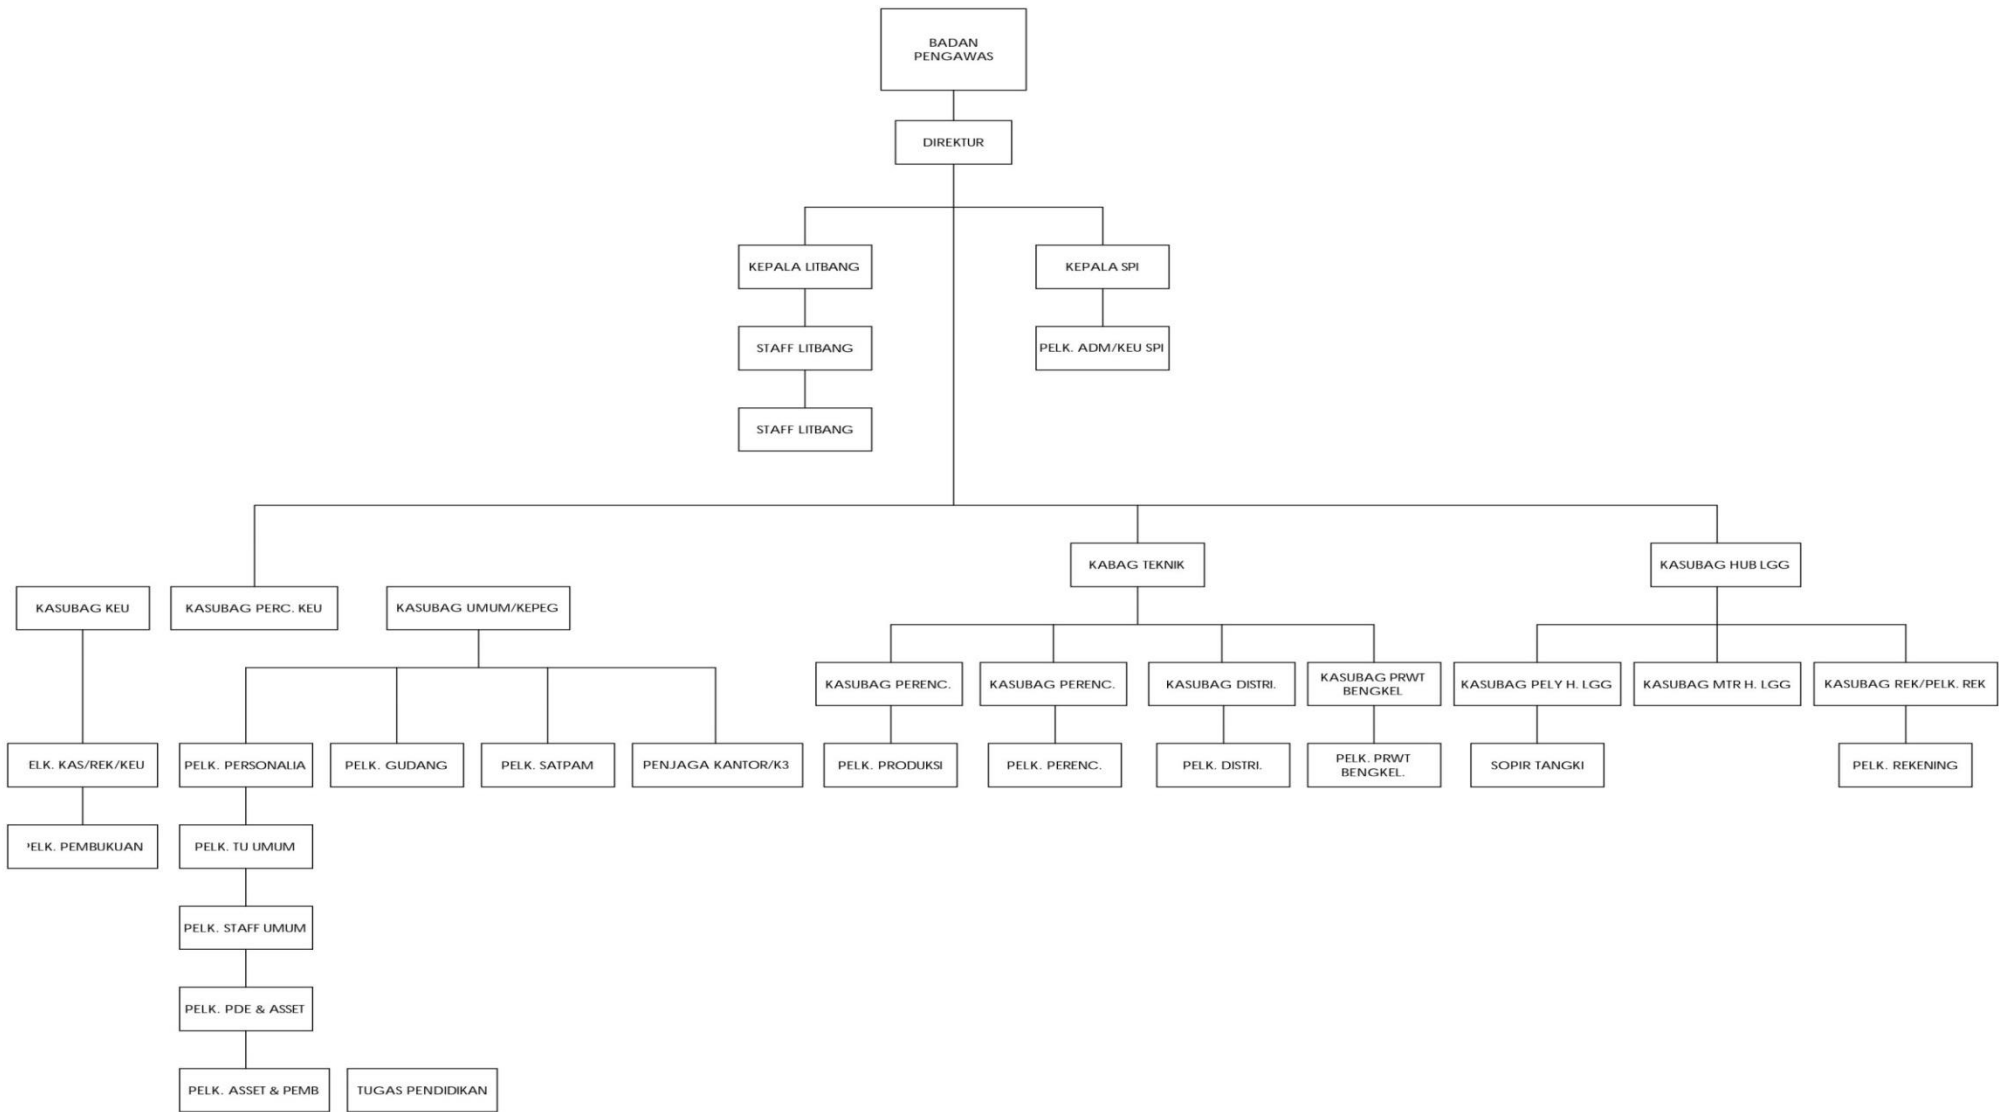 BADAN
PENGAWAS
DIREKTUR
KEPALA LITBANG
KEPALA SPI
STAFF LITBANG
PELK. ADM/KEU SPI
STAFF LITBANG
KABAG TEKNIK
KASUBAG HUB LGG
KASUBAG KEU
KASUBAG PERC. KEU
KASUBAG UMUM/KEPEG
KASUBAG PERENC.
KASUBAG PERENC.
KASUBAG DISTRI.
KASUBAG PRWT
BENGKEL
KASUBAG PELY H. LGG
KASUBAG MTR H. LGG
KASUBAG REK/PELK. REK
ELK. KAS/REK/KEU
PELK. PERSONALIA
PELK. GUDANG
PELK. SATPAM
PENJAGA KANTOR/K3
PELK. PRODUKSI
PELK. PERENC.
PELK. DISTRI.
PELK. PRWT
BENGKEL.
SOPIR TANGKI
PELK. REKENING
ELK. PEMBUKUAN
PELK. TU UMUM
PELK. STAFF UMUM
PELK. PDE & ASSET
PELK. ASSET & PEMB
TUGAS PENDIDIKAN